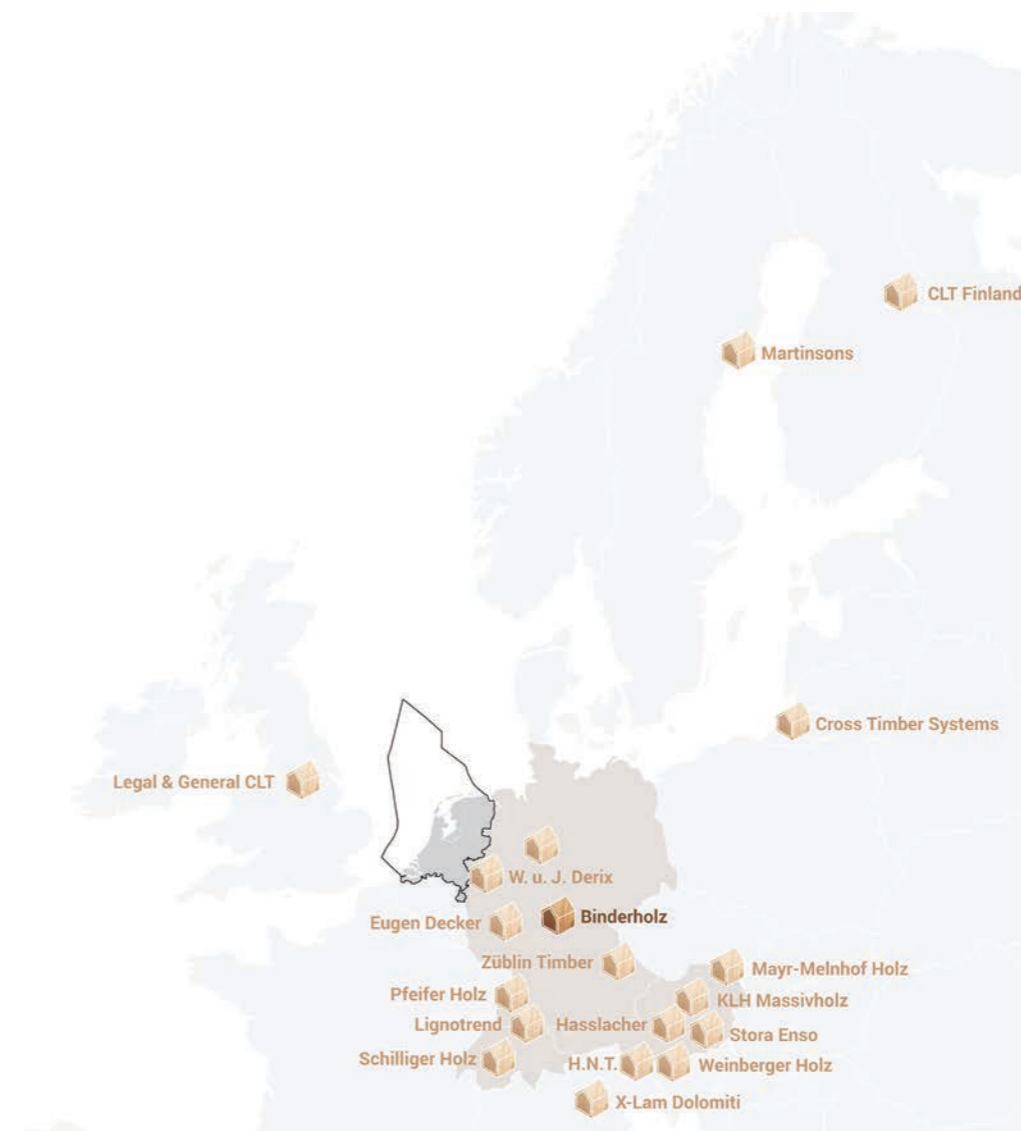 CLT Finland
Martinsons
Cross Timber Systems
Legal & General CLT
W. u. J. Derix
Eugen Decker
Binderholz
Züblin Timber
Mayr-Melnhof Holz
Pfeifer Holz
KLH Massivholz
Lignotrend
Hasslacher
Stora Enso
Schilliger Holz
H.N.T.
Weinberger Holz
X-Lam Dolomiti